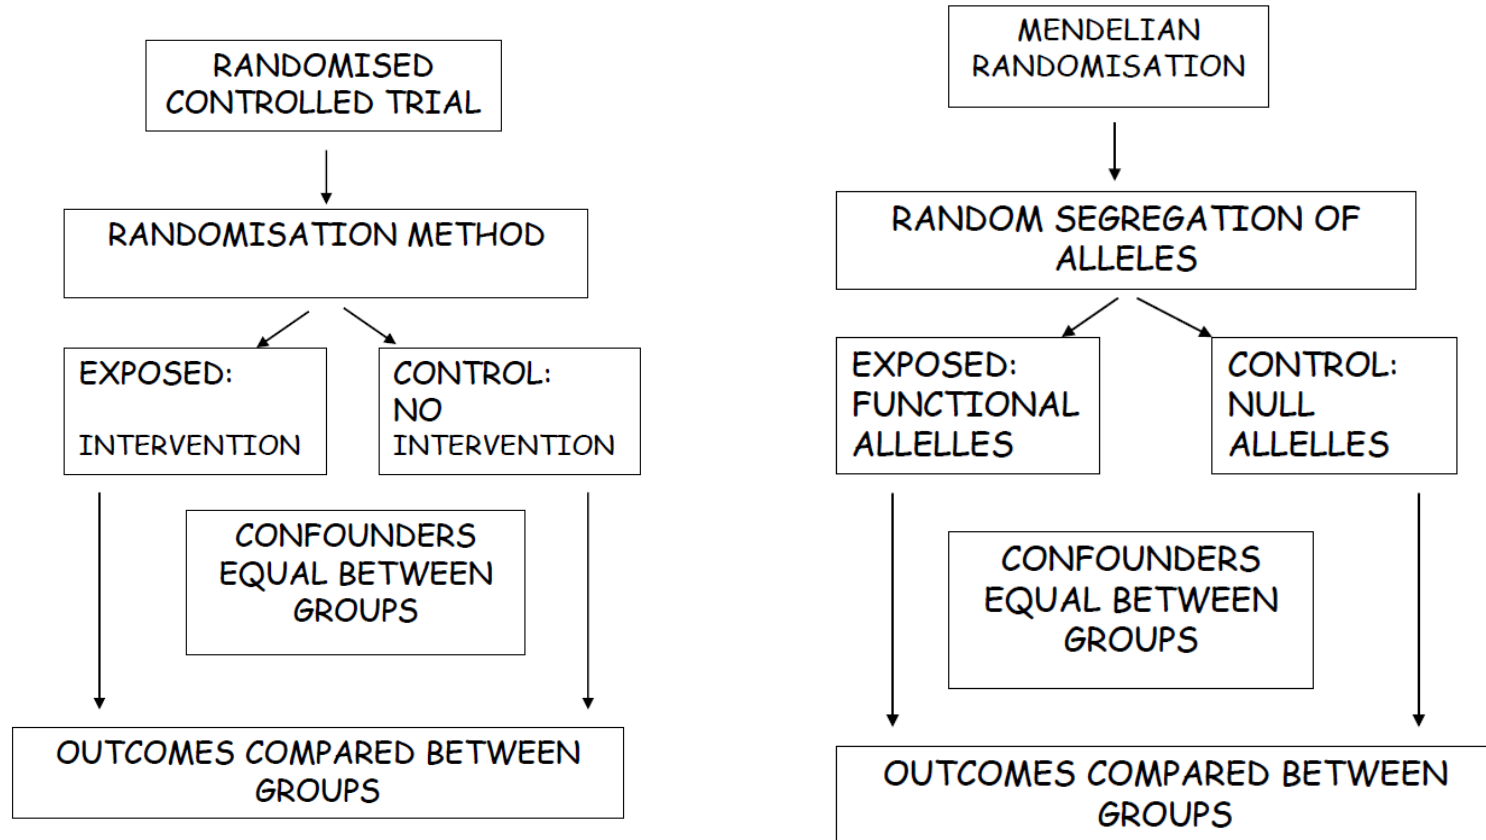 RANDOMISED
CONTROLLED TRIAL
RANDOMISATION METHOD
EXPOSED:
INTERVENTION
CONTROL:
NO
INTERVENTION
CONFOUNDERS
EQUAL BETWEEN
GROUPS
OUTCOMES COMPARED BETWEEN
GROUPS
MENDELIAN
RANDOMISATION
RANDOM SEGREGATION OF
ALLELES
EXPOSED:
FUNCTIONAL
ALLELLES
CONTROL:
NULL
ALLELLES
CONFOUNDERS
EQUAL BETWEEN
GROUPS
OUTCOMES COMPARED BETWEEN
GROUPS